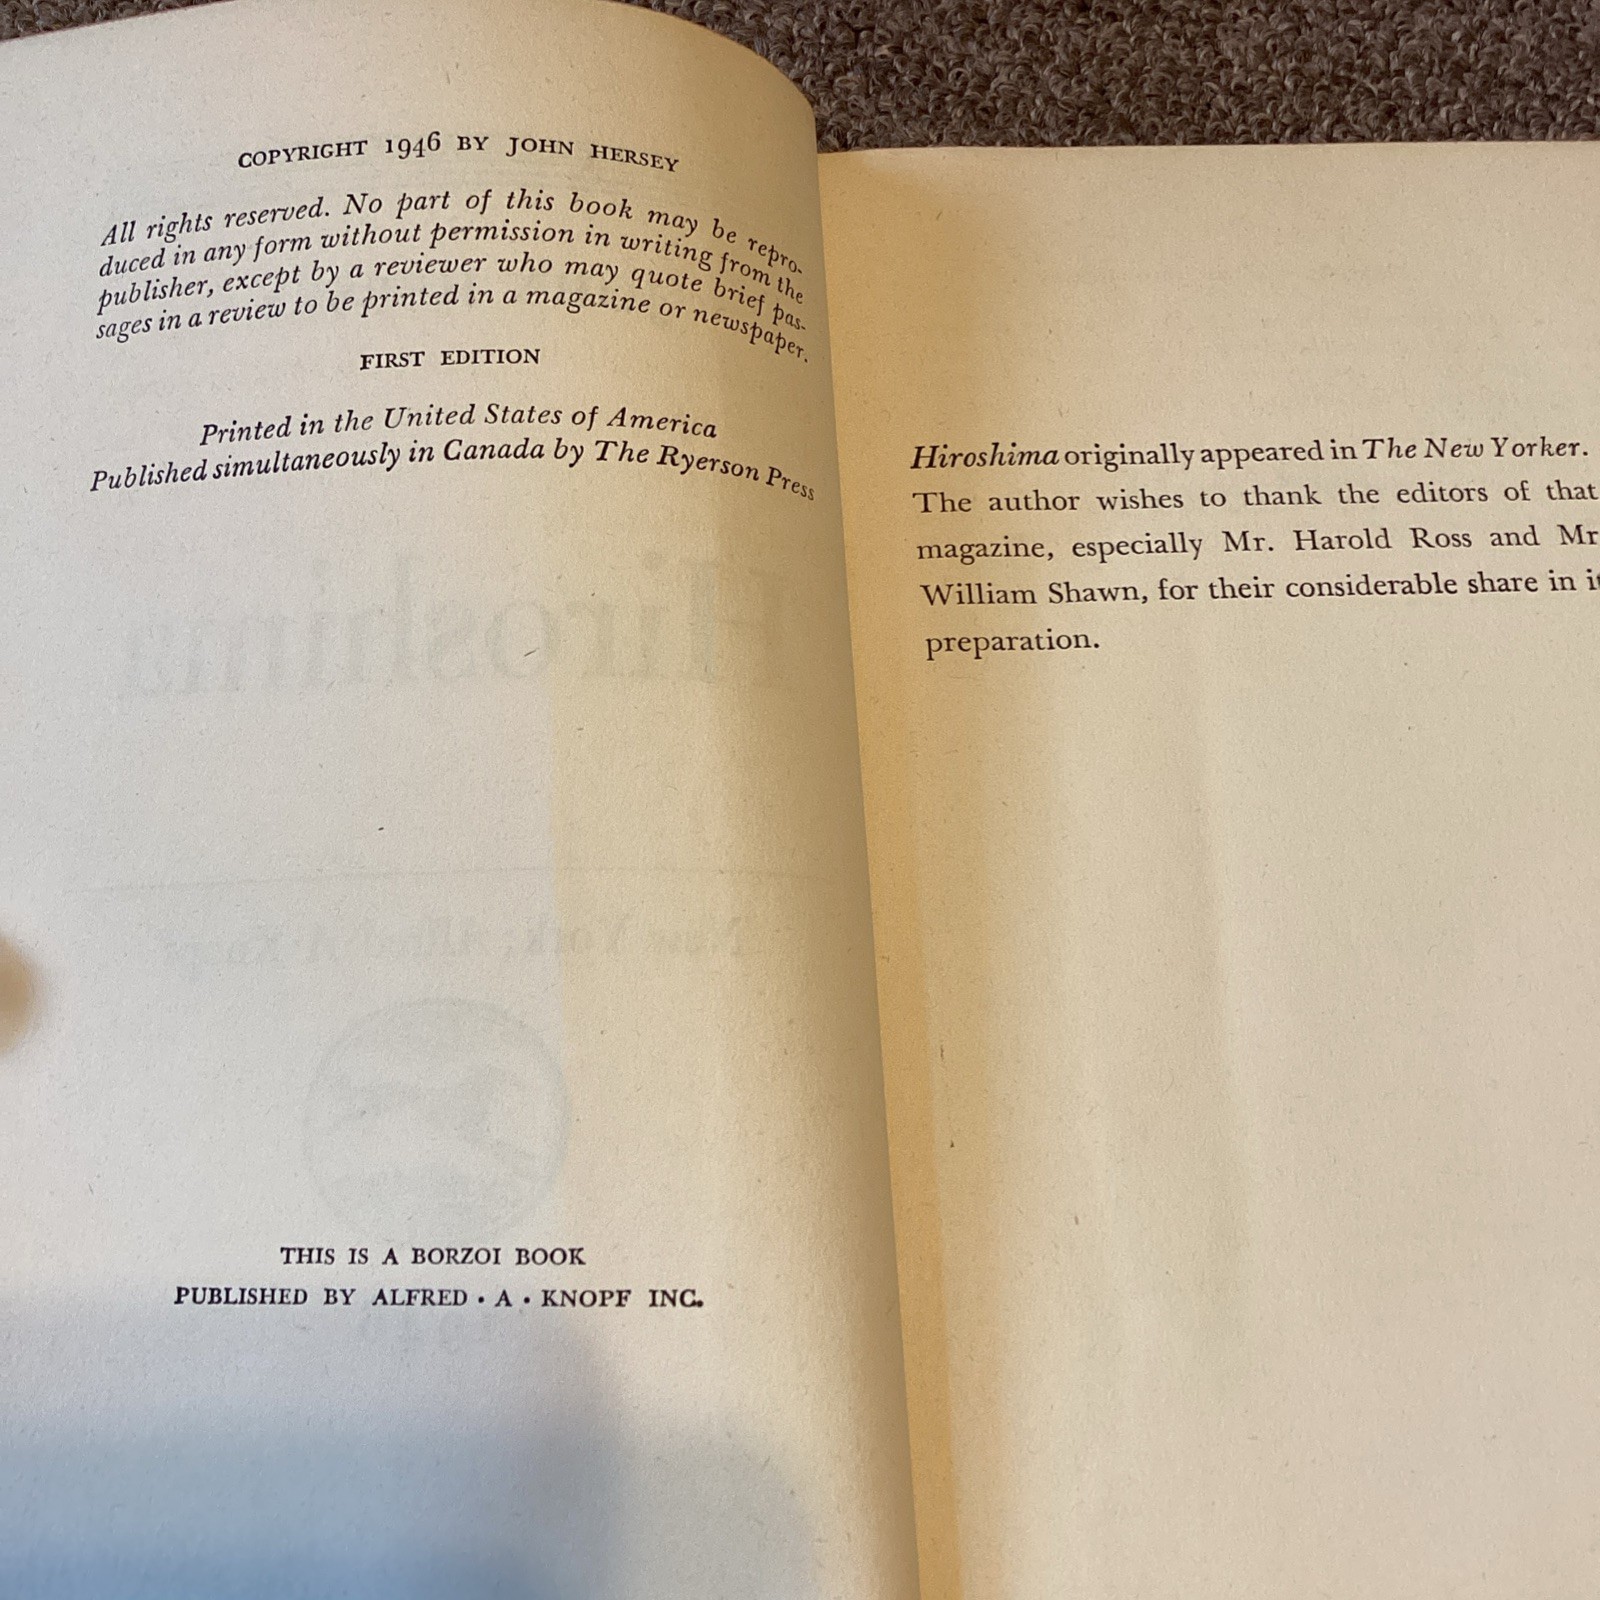 COPYRIGHT 1946 BY JOHN HERSEY
All rights reserved. No part of this book may be repro-
duced in any form without permission in writing from the
publisher, except by a reviewer who may quote brief pas-
sages in a review to be printed in a magazine or newspaper.
FIRST EDITION
Printed in the United States of America
Published simultaneously in Canada by The Ryerson Press
Hiroshima
New York: Alfred·A·Knopf
THIS IS A BORZOI BOOK
PUBLISHED BY ALFRED · A · KNOPF INC.
Hiroshima originally appeared in The New Yorker.
The author wishes to thank the editors of that
magazine, especially Mr. Harold Ross and Mr
William Shawn, for their considerable share in it
preparation.